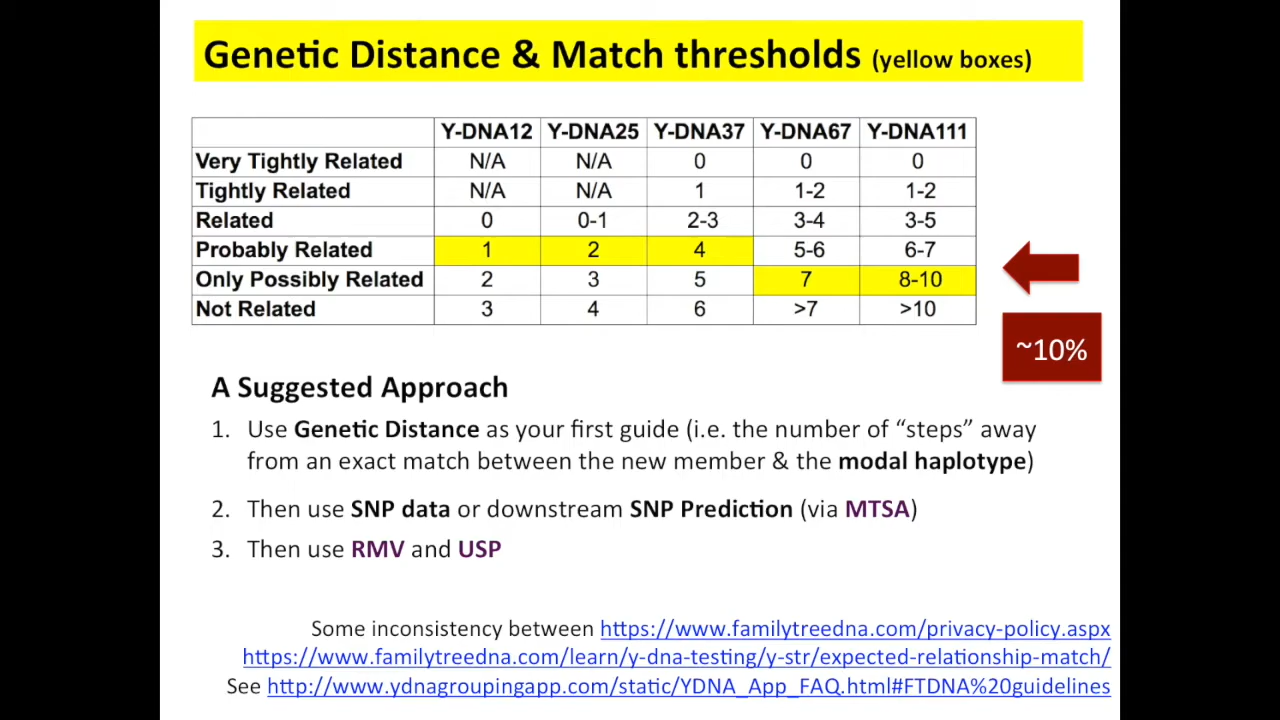 Genetic Distance & Match thresholds (yellow boxes)
Y-DNA12 Y-DNA25 Y-DNA37 Y-DNA67 Y-DNA111
Very Tightly Related N/A N/A 0 0 0
Tightly Related N/A N/A 1 1-2 1-2
Related 0 0-1 2-3 3-4 3-5
Probably Related 1 2 4 5-6 6-7
Only Possibly Related 2 3 5 7 8-10
Not Related 3 4 6 >7 >10
~10%
A Suggested Approach
1. Use Genetic Distance as your first guide (i.e. the number of “steps” away
from an exact match between the new member & the modal haplotype)
2. Then use SNP data or downstream SNP Prediction (via MTSA)
3. Then use RMV and USP
Some inconsistency between https://www.familytreedna.com/privacy-policy.aspx
https://www.familytreedna.com/learn/y-dna-testing/y-str/expected-relationship-match/
See http://www.ydnagroupingapp.com/static/YDNA_App_FAQ.html#FTDNA%20guidelines